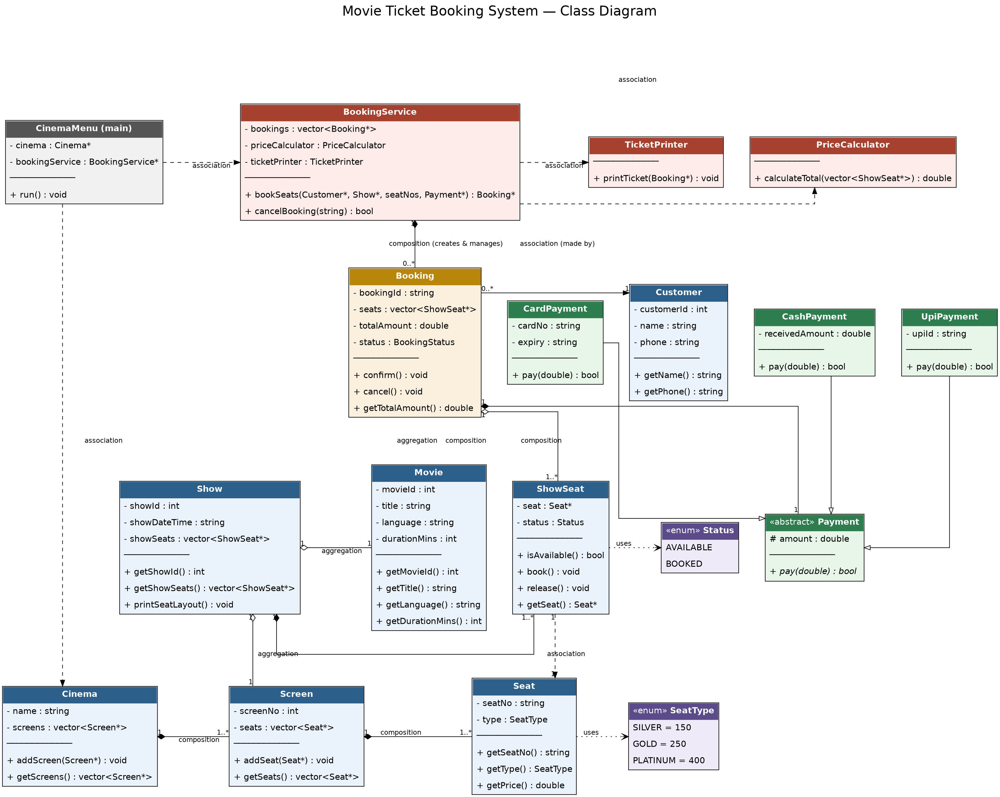 Movie Ticket Booking System — Class Diagram
association
CinemaMenu (main)
- cinema : Cinema*
- bookingService : BookingService*
+ run() : void
association
BookingService
- bookings : vector<Booking*>
- priceCalculator : PriceCalculator
- ticketPrinter : TicketPrinter
+ bookSeats(Customer*, Show*, seatNos, Payment*) : Booking*
+ cancelBooking(string) : bool
association
TicketPrinter
+ printTicket(Booking*) : void
PriceCalculator
+ calculateTotal(vector<ShowSeat*>) : double
1
composition (creates & manages)
association (made by)
0..*
Booking
- bookingId : string
- seats : vector<ShowSeat*>
- totalAmount : double
- status : BookingStatus
+ confirm() : void
+ cancel() : void
+ getTotalAmount() : double
0..*
1
1
1
CardPayment
- cardNo : string
- expiry : string
+ pay(double) : bool
Customer
- customerId : int
- name : string
- phone : string
+ getName() : string
+ getPhone() : string
CashPayment
- receivedAmount : double
+ pay(double) : bool
UpiPayment
- upiId : string
+ pay(double) : bool
association
aggregation
composition
composition
Show
- showId : int
- showDateTime : string
- showSeats : vector<ShowSeat*>
+ getShowId() : int
+ getShowSeats() : vector<ShowSeat*>
+ printSeatLayout() : void
1
aggregation
1
Movie
- movieId : int
- title : string
- language : string
- durationMins : int
+ getMovieId() : int
+ getTitle() : string
+ getLanguage() : string
+ getDurationMins() : int
1..*
ShowSeat
- seat : Seat*
- status : Status
+ isAvailable() : bool
+ book() : void
+ release() : void
+ getSeat() : Seat*
uses
«enum» Status
AVAILABLE
BOOKED
1
«abstract» Payment
# amount : double
+ pay(double) : bool
1
1
1..*
1
aggregation
association
1
1
Cinema
- name : string
- screens : vector<Screen*>
+ addScreen(Screen*) : void
+ getScreens() : vector<Screen*>
1
composition
1..*
Screen
- screenNo : int
- seats : vector<Seat*>
+ addSeat(Seat*) : void
+ getSeats() : vector<Seat*>
1
composition
1..*
Seat
- seatNo : string
- type : SeatType
+ getSeatNo() : string
+ getType() : SeatType
+ getPrice() : double
uses
«enum» SeatType
SILVER = 150
GOLD = 250
PLATINUM = 400